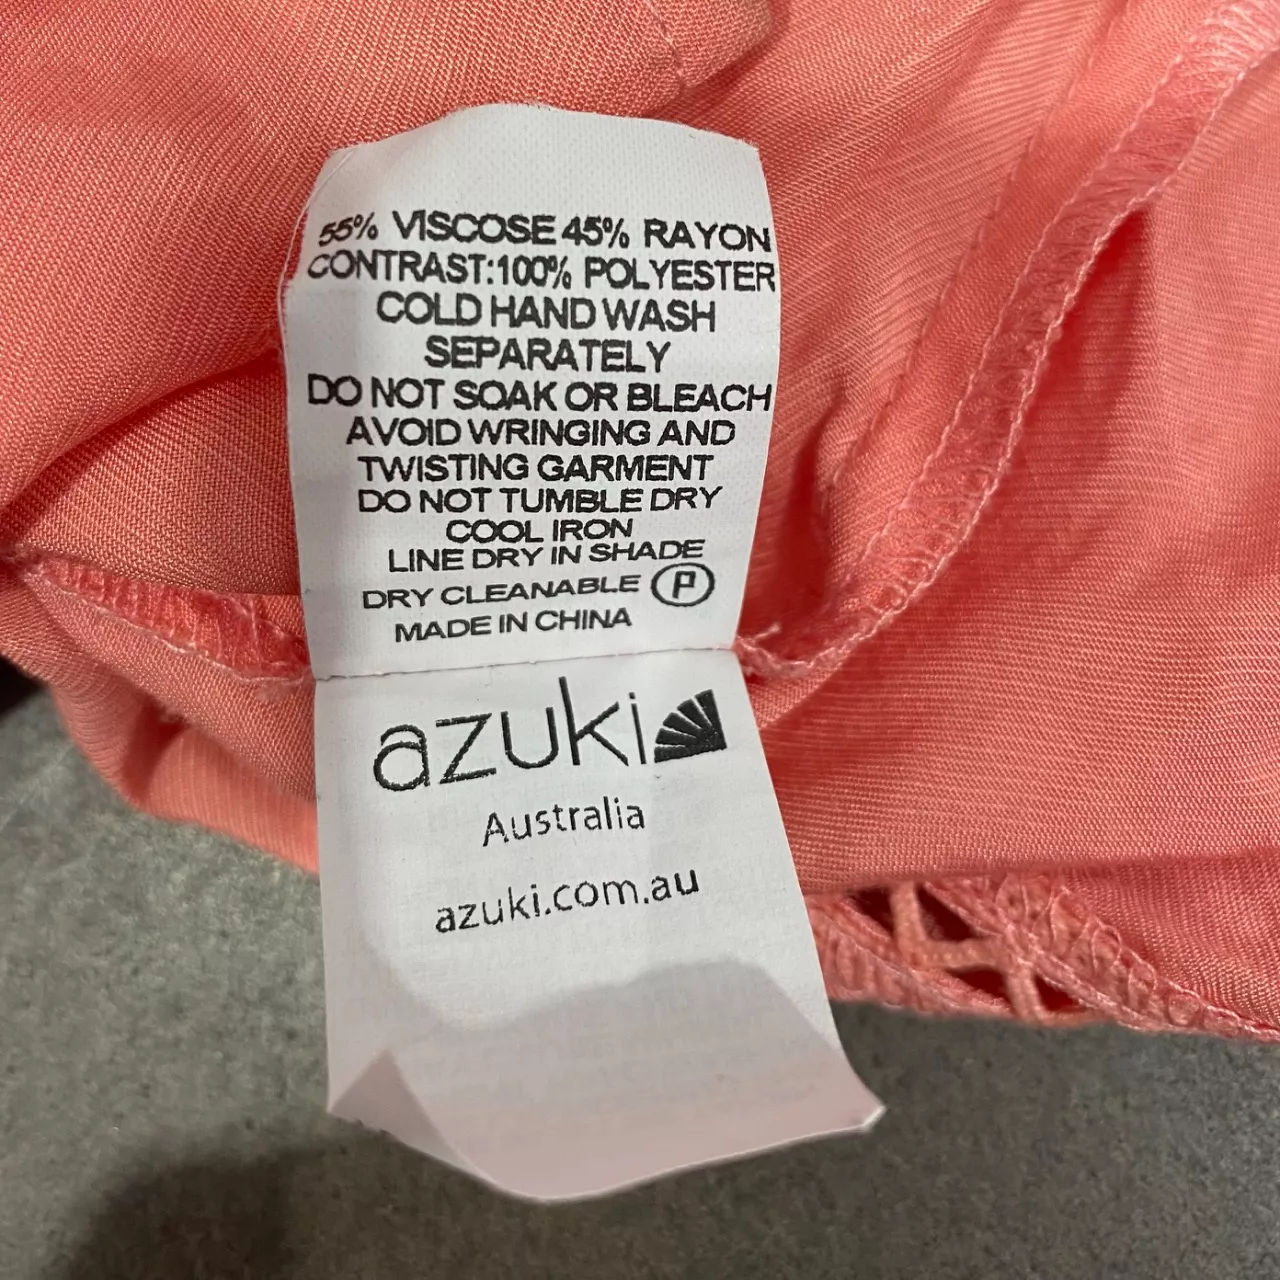 55% VISCOSE 45% RAYON
CONTRAST:100% POLYESTER
COLD HAND WASH
SEPARATELY
DO NOT SOAK OR BLEACH
AVOID WRINGING AND
TWISTING GARMENT
DO NOT TUMBLE DRY
COOL IRON
LINE DRY IN SHADE
DRY CLEANABLE P
MADE IN CHINA
azuki
Australia
azuki.com.au